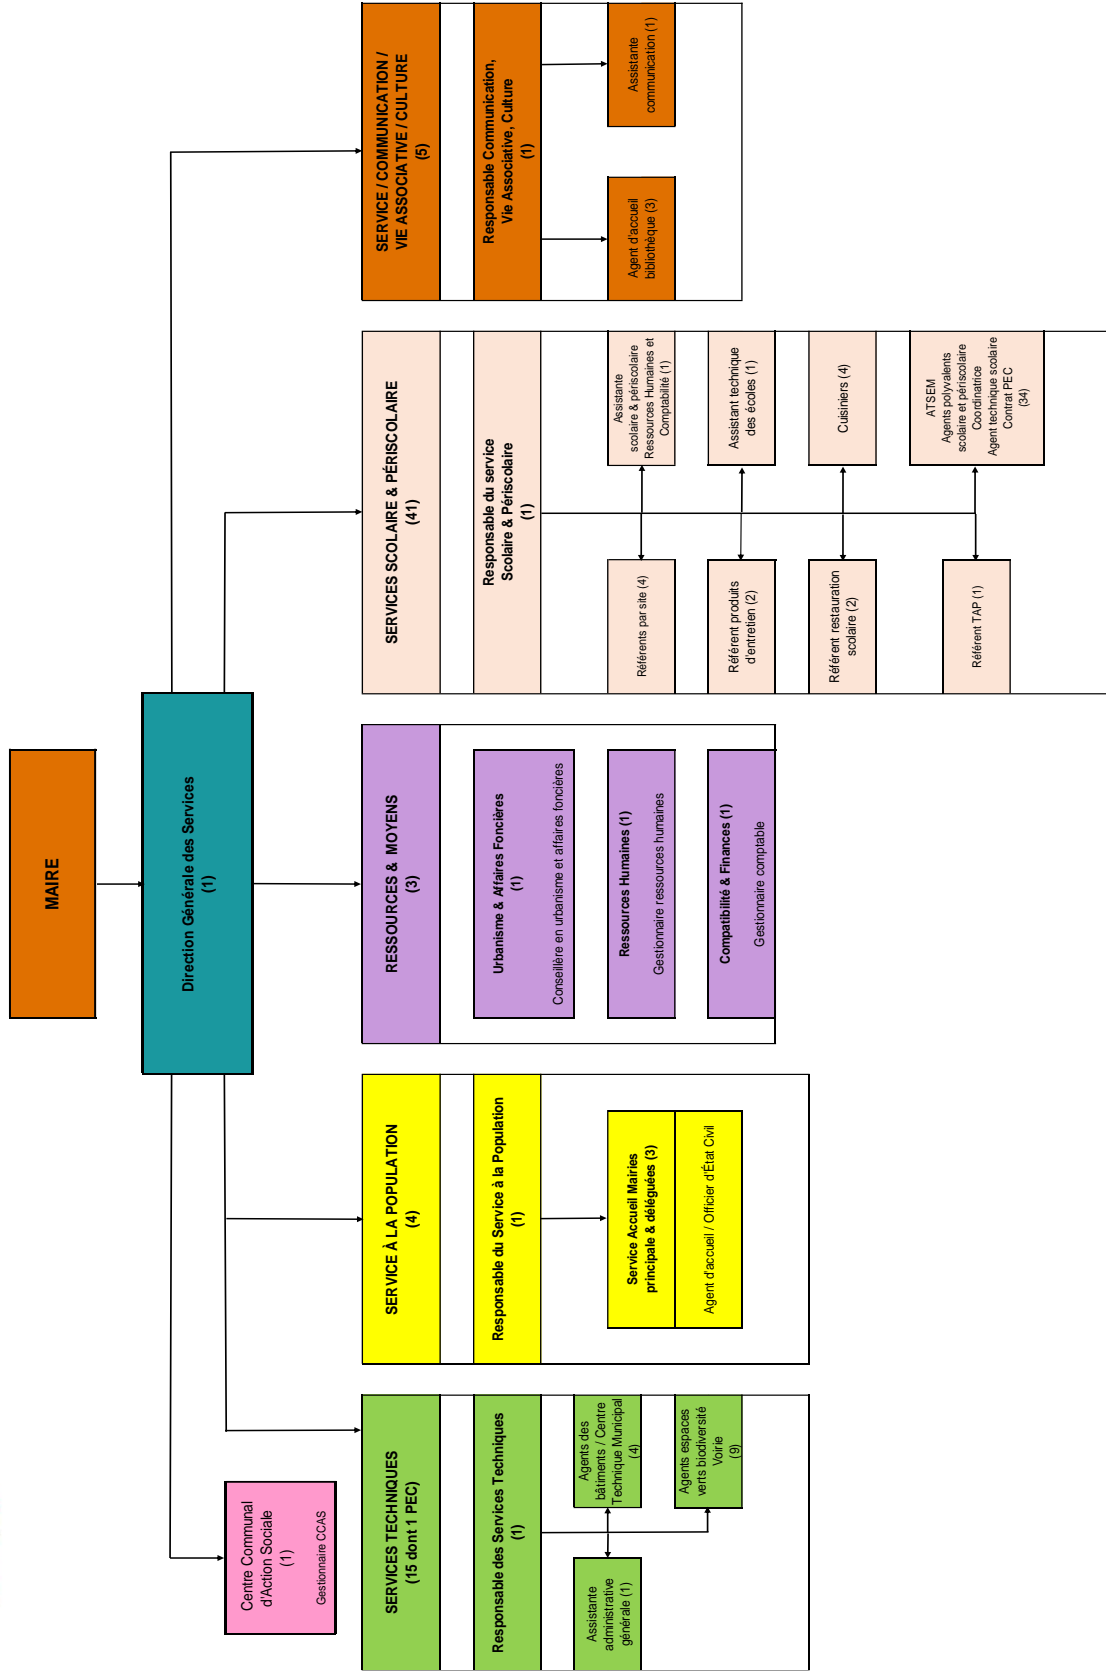 MAIRE
Direction Générale des Services
(1)
Centre Communal
d'Action Sociale
(1)
Gestionnaire CCAS
SERVICES TECHNIQUES
(15 dont 1 PEC)
Responsable des Services Techniques
(1)
Assistante
administrative
générale (1)
Agents des
bâtiments / Centre
Technique Municipal
(4)
Agents espaces
verts biodiversité
Voirie
(9)
SERVICE À LA POPULATION
(4)
Responsable du Service à la Population
(1)
Service Accueil Mairies
principale & déléguées (3)
Agent d'accueil / Officier d'État Civil
RESSOURCES & MOYENS
(3)
Urbanisme & Affaires Foncières
(1)
Conseillère en urbanisme et affaires foncières
Ressources Humaines (1)
Gestionnaire ressources humaines
Compatibilité & Finances (1)
Gestionnaire comptable
SERVICES SCOLAIRE & PÉRISCOLAIRE
(41)
Responsable du service
Scolaire & Périscolaire
(1)
Référents par site (4)
Assistante
scolaire & périscolaire
Ressources Humaines et
Comptabilité (1)
Référent produits
d'entretien (2)
Assistant technique
des écoles (1)
Référent restauration
scolaire (2)
Cuisiniers (4)
Référent TAP (1)
ATSEM
Agents polyvalents
scolaire et périscolaire
Coordinatrice
Agent technique scolaire
Contrat PEC
(34)
SERVICE / COMMUNICATION /
VIE ASSOCIATIVE / CULTURE
(5)
Responsable Communication,
Vie Associative, Culture
(1)
Agent d'accueil
bibliothèque (3)
Assistante
communication (1)